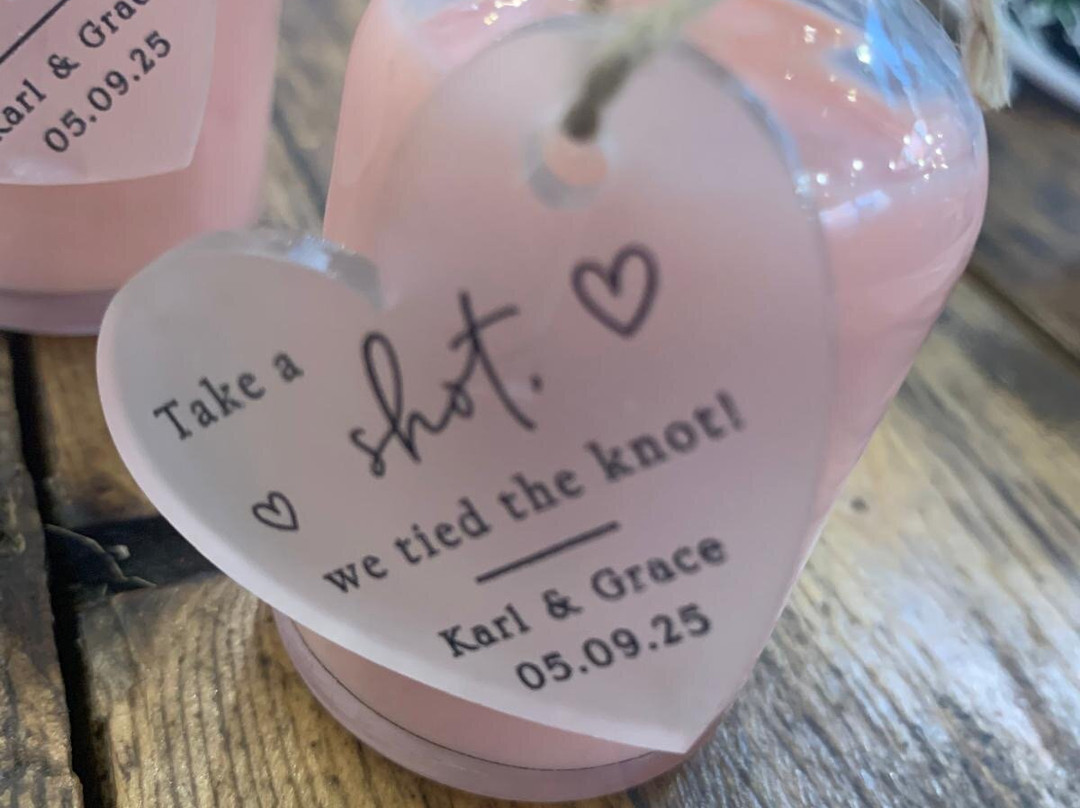 Karl & Grace
05.09.25
Take a
shot.
we tied the knot!
Karl & Grace
05.09.25